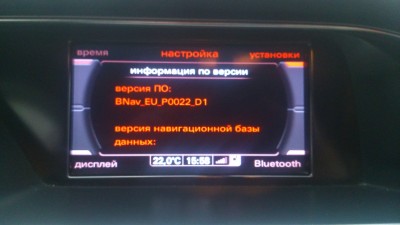 время настройка установки
информация по версии
версия ПО:
BNav_EU_P0022_D1
версия навигационной базы
данных:
дисплей 22,0°C 15:58 Bluetooth